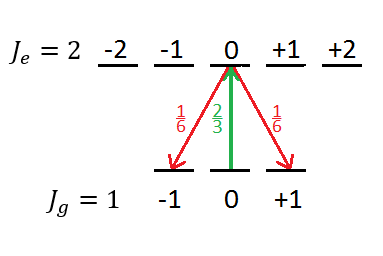 J_e = 2 -2 -1 0 +1 +2
1/6 2/3 1/6
J_g = 1 -1 0 +1